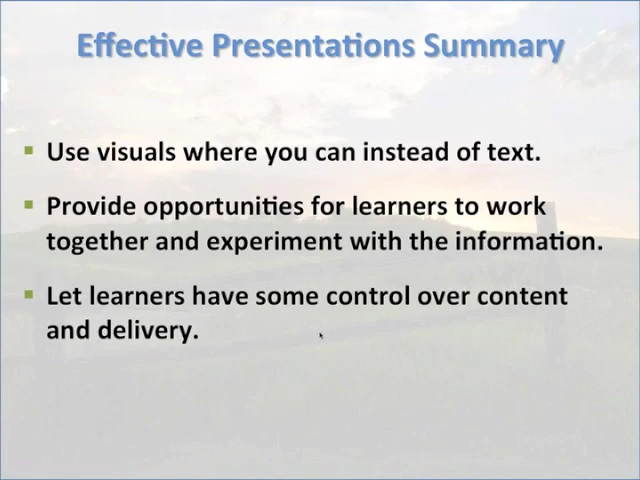 Effective Presentations Summary
Use visuals where you can instead of text.
Provide opportunities for learners to work
together and experiment with the information.
Let learners have some control over content
and delivery.